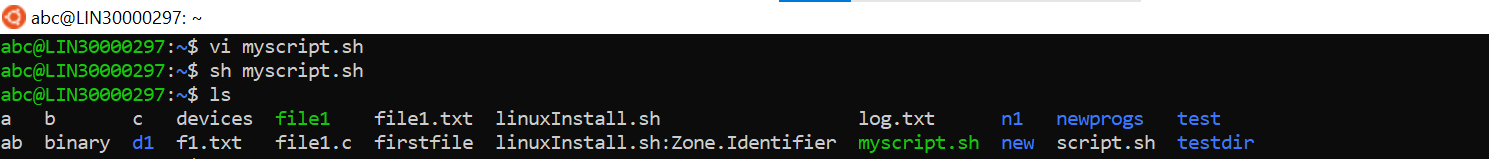 abc@LIN30000297: ~
abc@LIN30000297:~$ vi myscript.sh
abc@LIN30000297:~$ sh myscript.sh
abc@LIN30000297:~$ ls
a   b       c   devices  file1    file1.txt  linuxInstall.sh                  log.txt      n1   newprogs   test
ab  binary  d1  f1.txt   file1.c  firstfile  linuxInstall.sh:Zone.Identifier  myscript.sh  new  script.sh  testdir